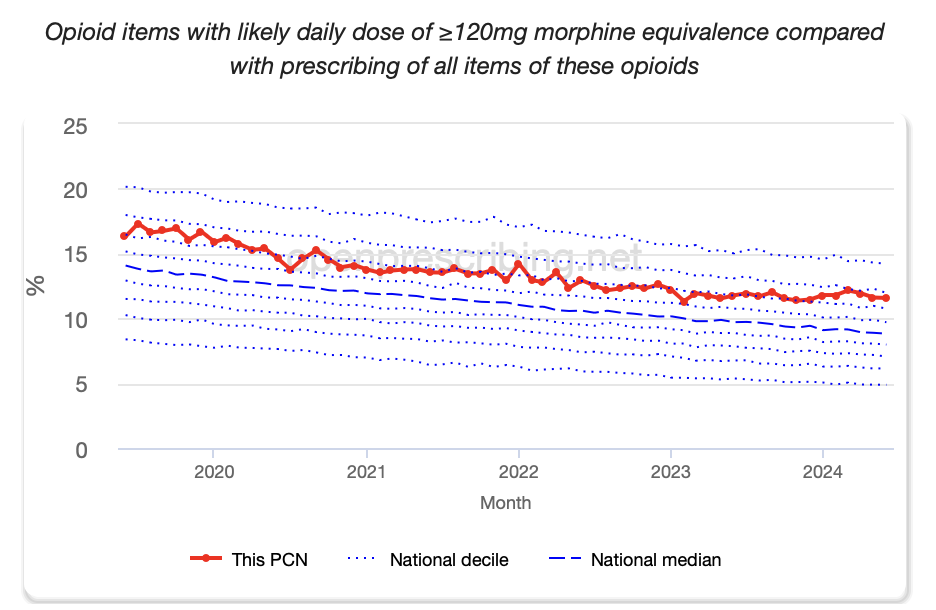 Opioid items with likely daily dose of ≥120mg morphine equivalence compared
with prescribing of all items of these opioids
25
20
15
openprescribing.net
%
10
5
0
2020 2021 2022 2023 2024
Month
This PCN National decile National median